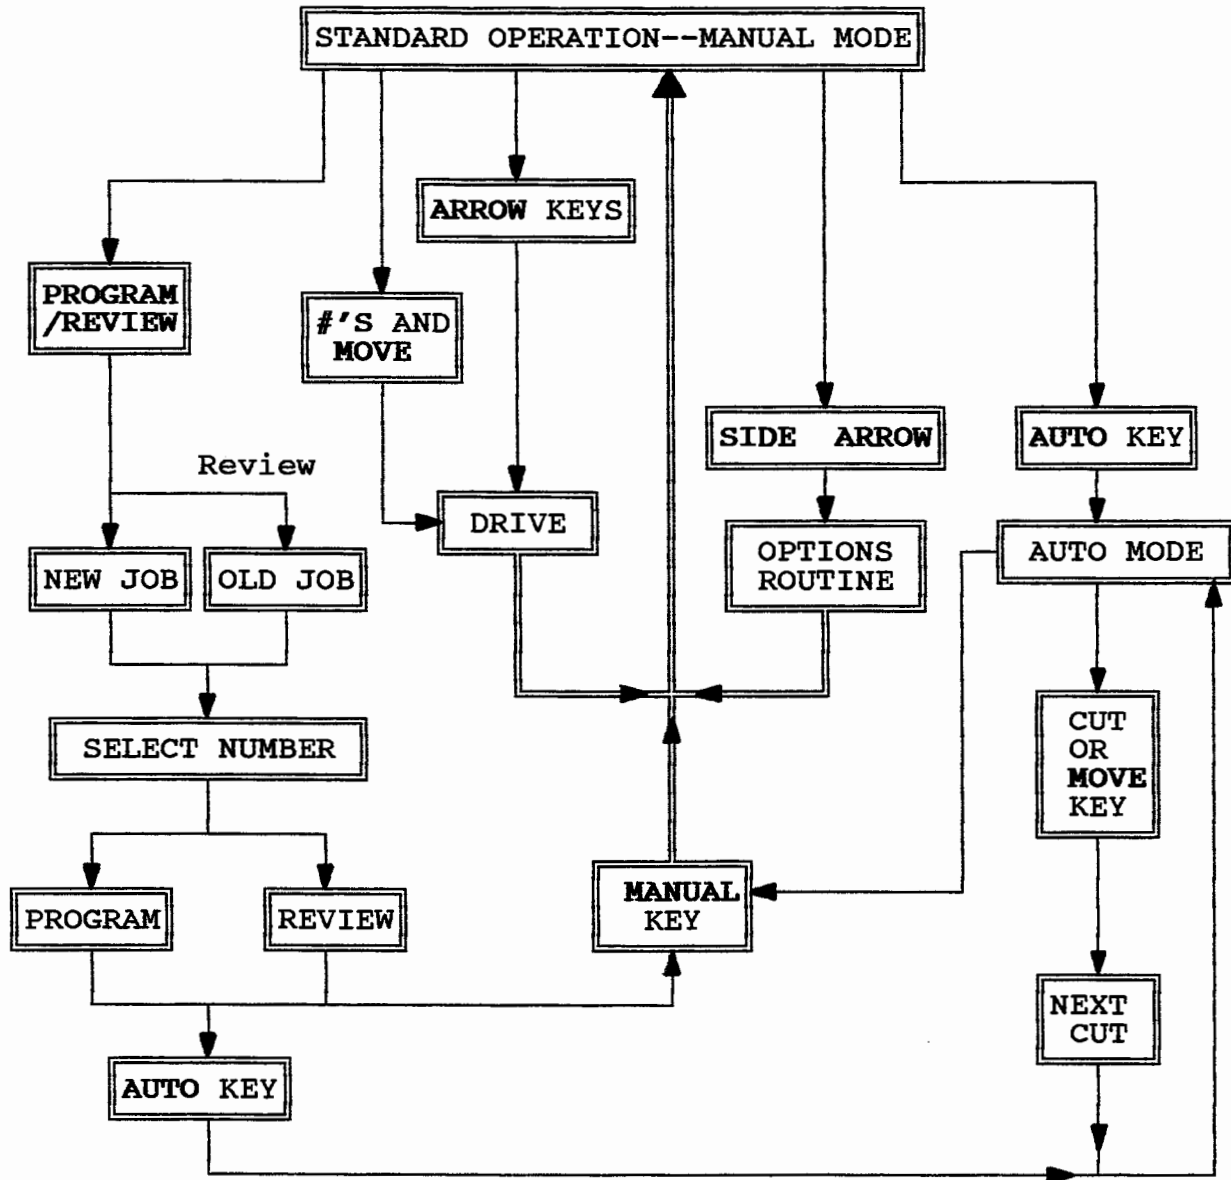 STANDARD OPERATION--MANUAL MODE
ARROW KEYS
PROGRAM
/REVIEW
#'S AND
MOVE
SIDE ARROW
AUTO KEY
Review
DRIVE
OPTIONS
ROUTINE
AUTO MODE
NEW JOB
OLD JOB
SELECT NUMBER
CUT
OR
MOVE
KEY
PROGRAM
REVIEW
MANUAL
KEY
NEXT
CUT
AUTO KEY